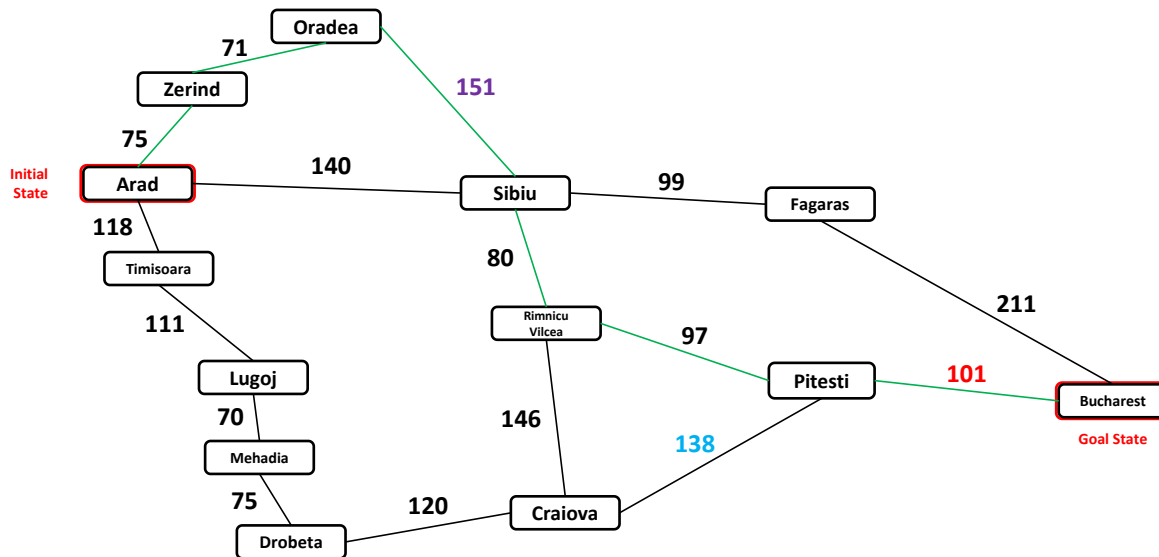 Oradea
71
Zerind
151
75
Initial
State
Arad
140
Sibiu
99
Fagaras
118
Timisoara
80
111
Rimnicu
Vilcea
97
211
Lugoj
Pitesti
101
Bucharest
70
146
138
Goal State
Mehadia
75
120
Craiova
Drobeta